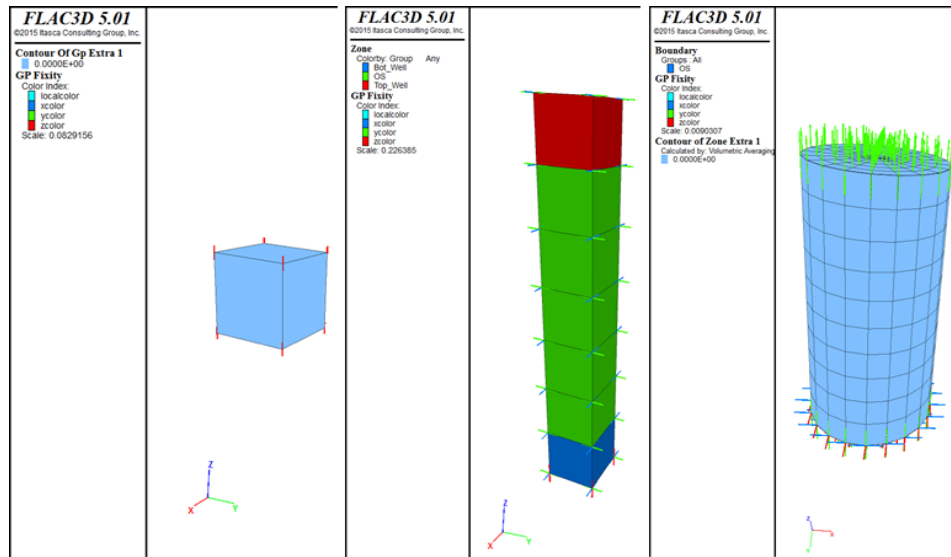 FLAC3D 5.01
©2015 Itasca Consulting Group, Inc.
Contour Of Gp Extra 1
0.0000E+00
GP Fixity
Color Index:
localcolor
xcolor
ycolor
zcolor
Scale: 0.0829156
Z
X
Y
FLAC3D 5.01
©2015 Itasca Consulting Group, Inc.
Zone
Colorby: Group Any
Bot_Well
OS
Top_Well
GP Fixity
Color Index:
localcolor
xcolor
ycolor
zcolor
Scale: 0.226385
Z
X
Y
FLAC3D 5.01
©2015 Itasca Consulting Group, Inc.
Boundary
Groups: All
OS
GP Fixity
Color Index:
localcolor
xcolor
ycolor
zcolor
Scale: 0.0090307
Contour of Zone Extra 1
Calculated by: Volumetric Averaging
0.0000E+00
Z
X
Y